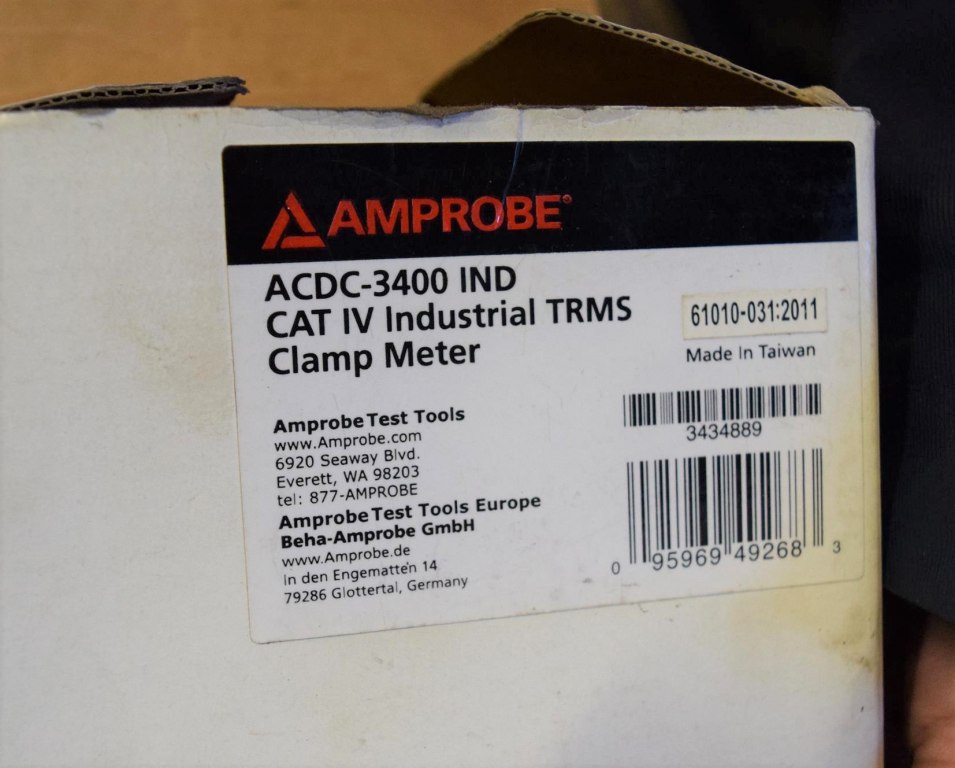 AMPROBE®
ACDC-3400 IND
CAT IV Industrial TRMS
Clamp Meter
61010-031:2011
Made In Taiwan
3434889
Amprobe Test Tools
www.Amprobe.com
6920 Seaway Blvd.
Everett, WA 98203
tel: 877-AMPROBE
Amprobe Test Tools Europe
Beha-Amprobe GmbH
www.Amprobe.de
In den Engematten 14
79286 Glottertal, Germany
0 95969 49268 3